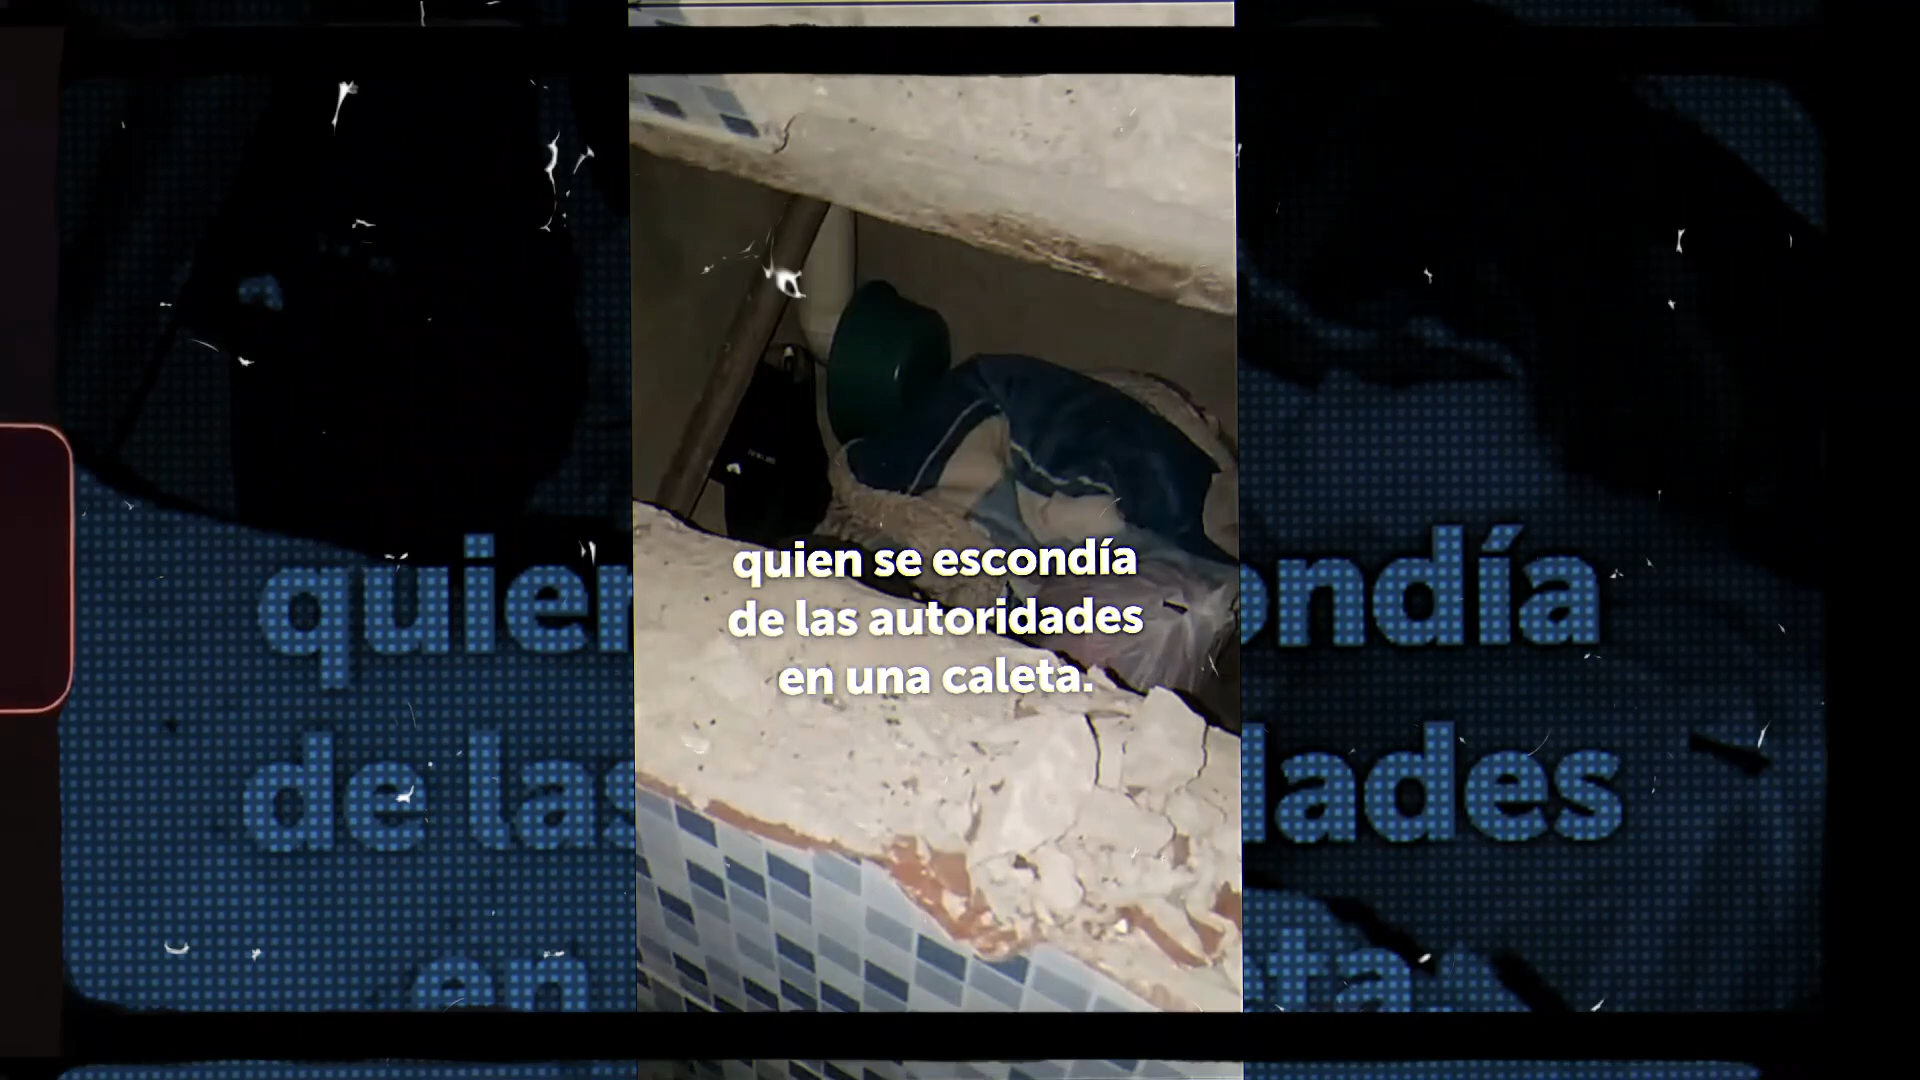 quien se escondía
de las autoridades
en una caleta.